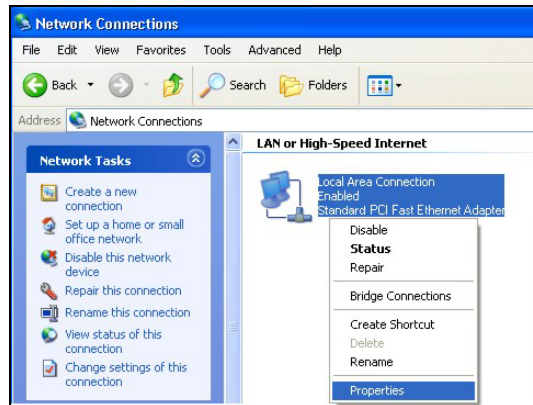 Network Connections
File Edit View Favorites Tools Advanced Help
Back Search Folders
Address Network Connections
Network Tasks
Create a new
connection
Set up a home or small
office network
Disable this network
device
Repair this connection
Rename this connection
View status of this
connection
Change settings of this
connection
LAN or High-Speed Internet
Local Area Connection
Enabled
Standard PCI Fast Ethernet Adapter
Disable
Status
Repair
Bridge Connections
Create Shortcut
Delete
Rename
Properties